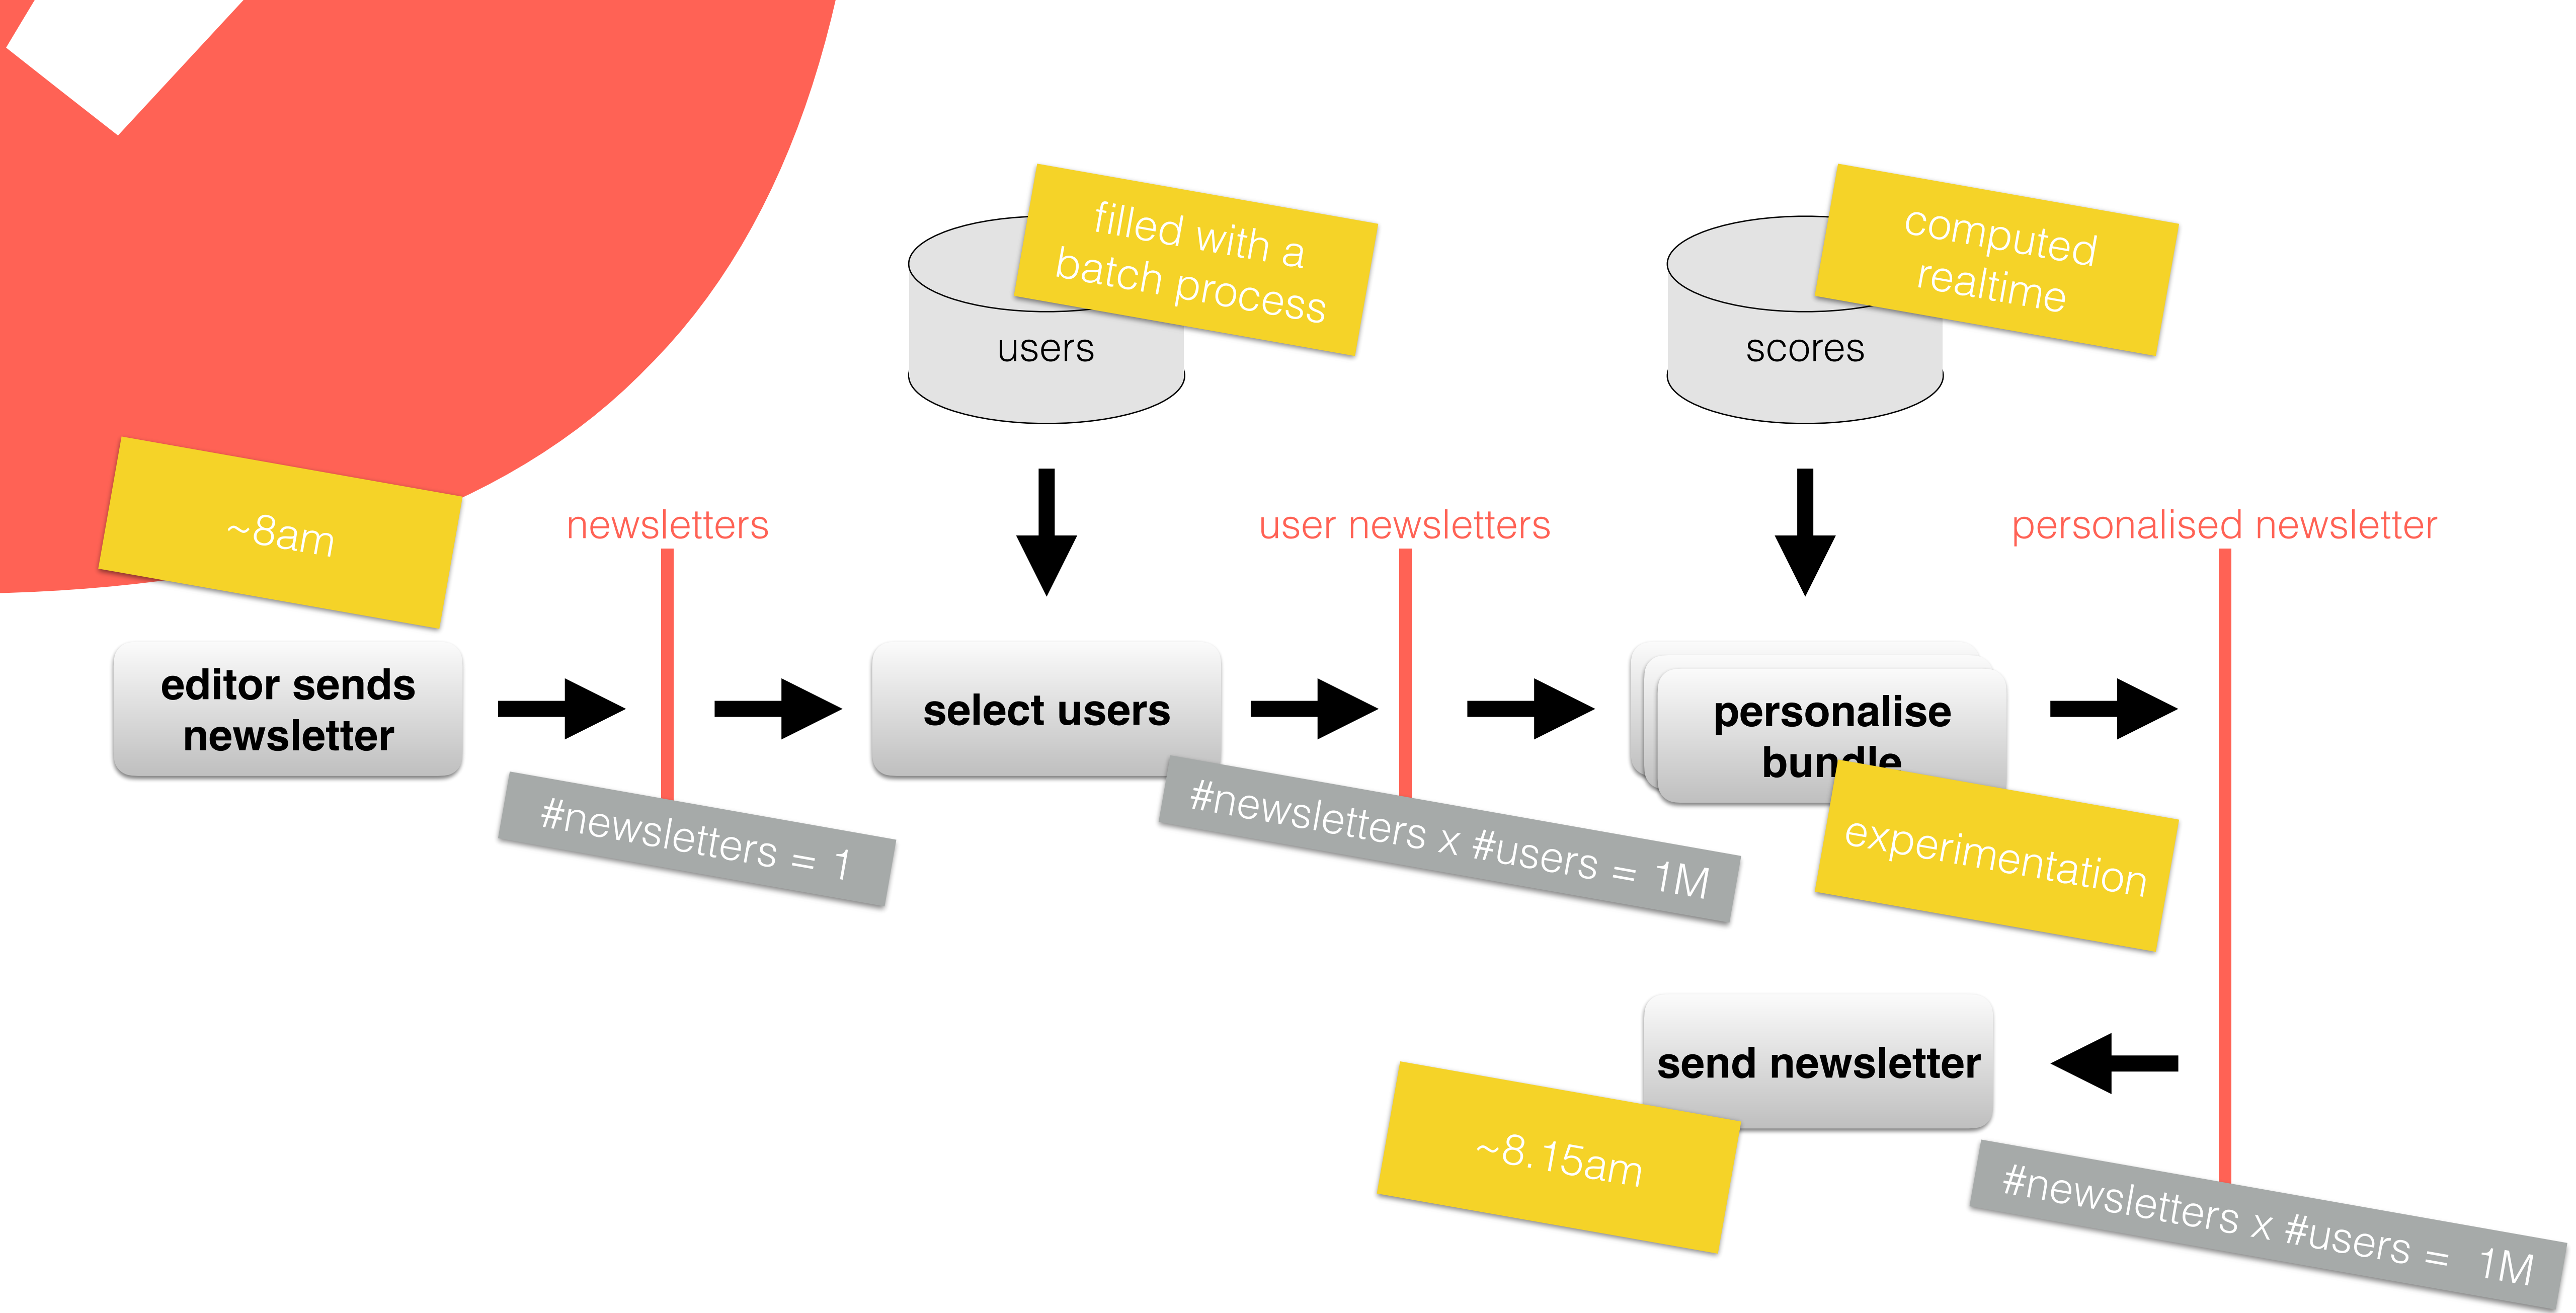 filled with a
batch process
users
computed
realtime
scores
~8am
newsletters
user newsletters
personalised newsletter
editor sends
newsletter
select users
personalise
bundle
#newsletters = 1
#newsletters x #users = 1M
experimentation
send newsletter
~8.15am
#newsletters x #users = 1M